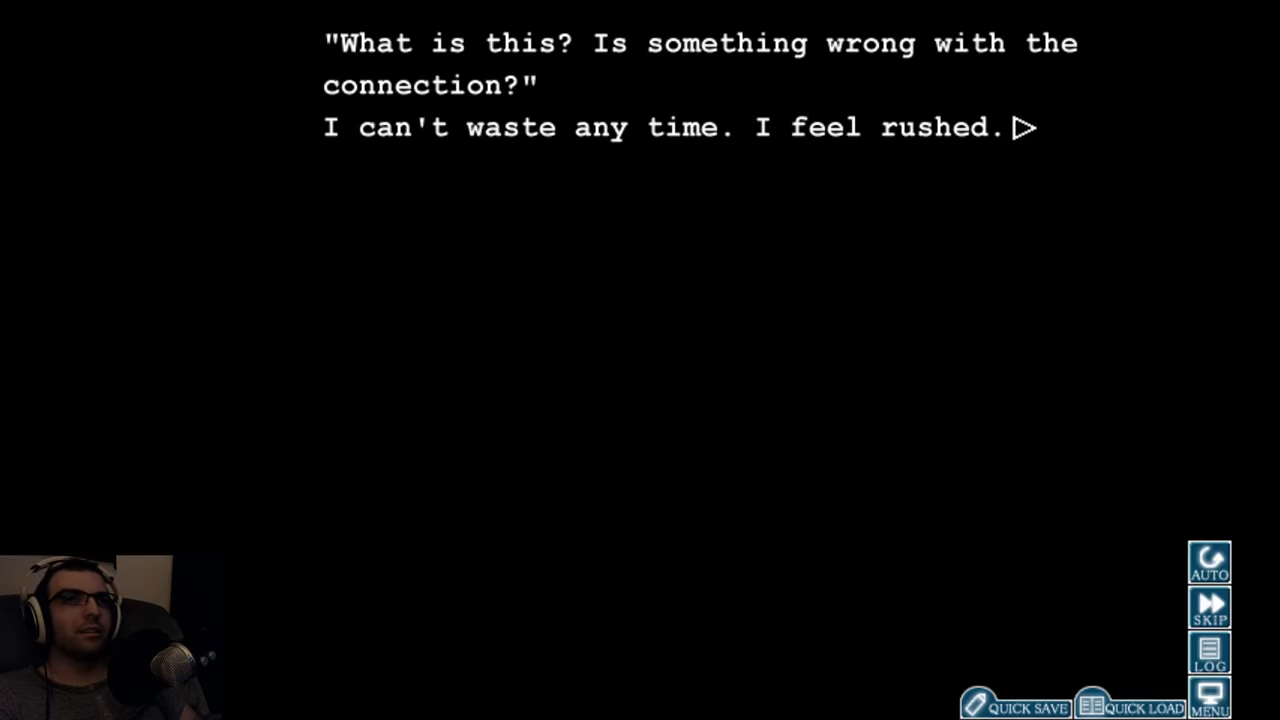 "What is this? Is something wrong with the
connection?"
I can't waste any time. I feel rushed.
AUTO
SKIP
LOG
QUICK SAVE
QUICK LOAD
MENU